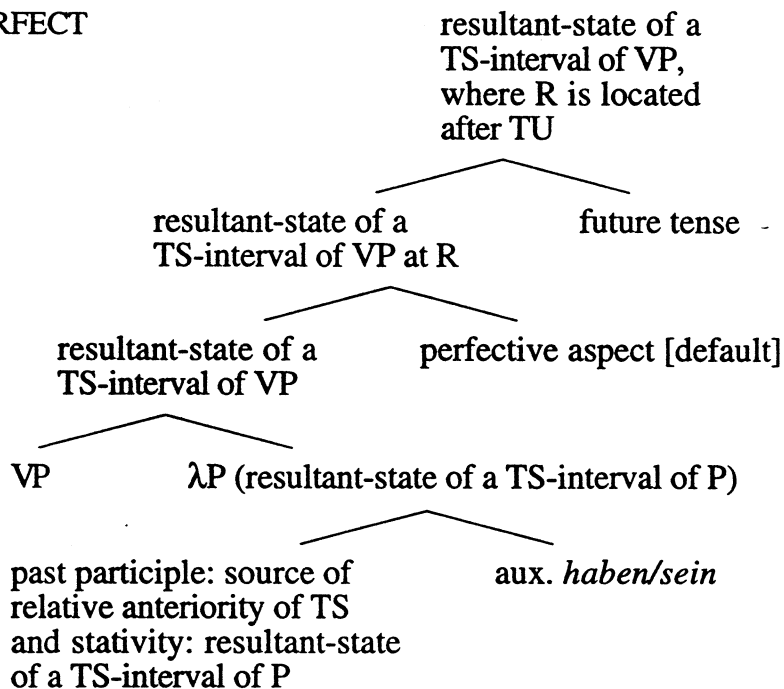 RFECT
resultant-state of a
TS-interval of VP,
where R is located
after TU
resultant-state of a
TS-interval of VP at R
future tense
resultant-state of a
TS-interval of VP
perfective aspect [default]
VP
λP (resultant-state of a TS-interval of P)
past participle: source of
relative anteriority of TS
and stativity: resultant-state
of a TS-interval of P
aux. haben/sein